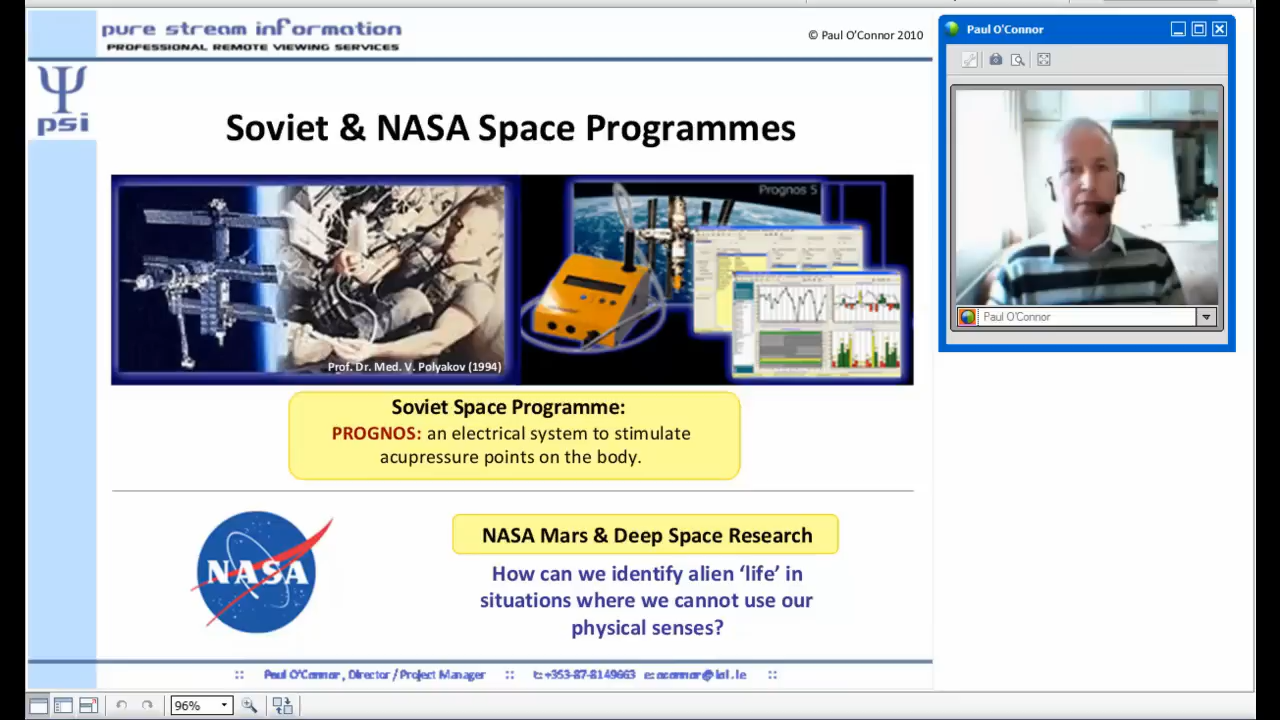 pure stream information
PROFESSIONAL REMOTE VIEWING SERVICES
© Paul O'Connor 2010
Ψ
psi
Soviet & NASA Space Programmes
Prof. Dr. Med. V. Polyakov (1994)
Prognos 5
Soviet Space Programme:
PROGNOS: an electrical system to stimulate
acupressure points on the body.
NASA
NASA Mars & Deep Space Research
How can we identify alien ‘life’ in
situations where we cannot use our
physical senses?
:: Paul O'Connor, Director / Project Manager :: t: +353-87-8149663 e: oconnor@iol.ie ::
96%
Paul O'Connor
Paul O'Connor